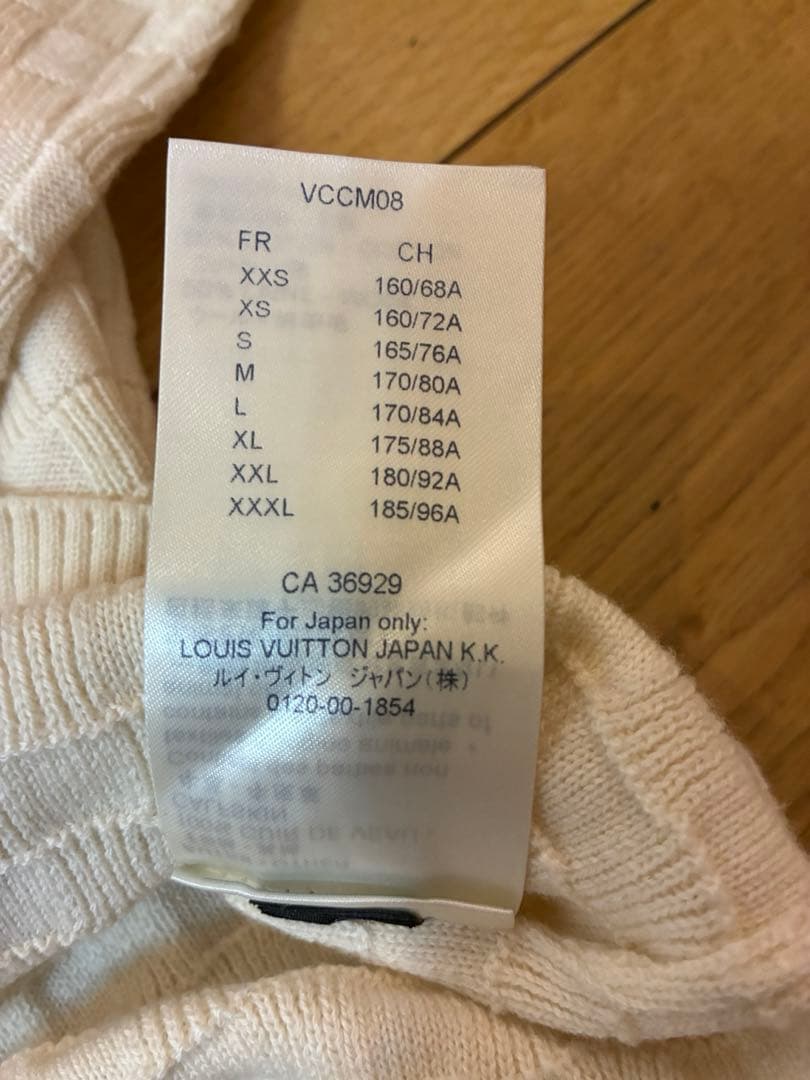 VCCM08
FR CH
XXS 160/68A
XS 160/72A
S 165/76A
M 170/80A
L 170/84A
XL 175/88A
XXL 180/92A
XXXL 185/96A
CA 36929
For Japan only:
LOUIS VUITTON JAPAN K.K.
ルイ・ヴィトン ジャパン(株)
0120-00-1854